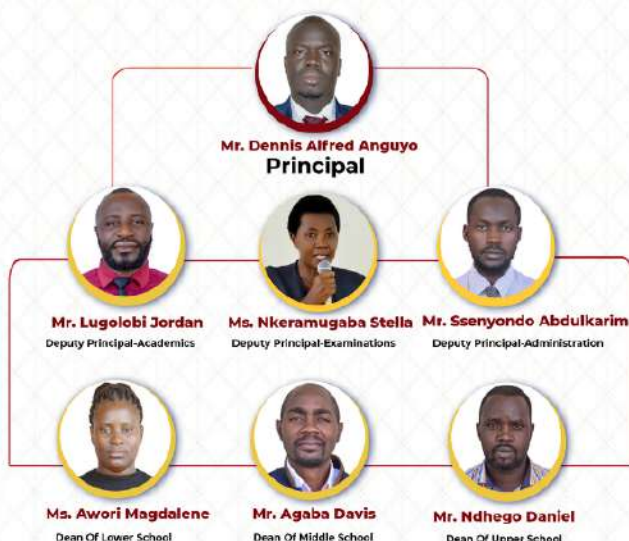 Mr. Dennis Alfred Anguyo
Principal
Mr. Lugolobi Jordan
Deputy Principal-Academics
Ms. Nkeramugaba Stella
Deputy Principal-Examinations
Mr. Ssenyondo Abdulkarim
Deputy Principal-Administration
Ms. Awori Magdalene
Dean Of Lower School
Mr. Agaba Davis
Dean Of Middle School
Mr. Ndhego Daniel
Dean Of Upper School